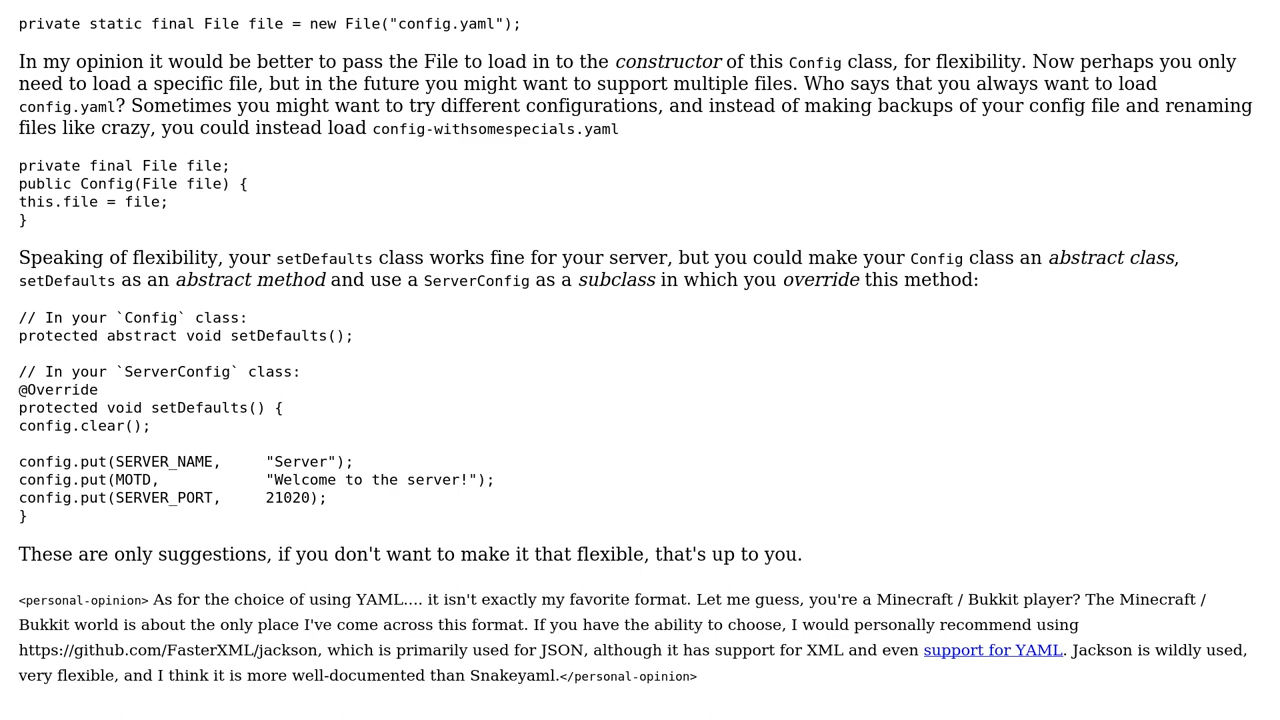 private static final File file = new File("config.yaml");
In my opinion it would be better to pass the File to load in to the constructor of this Config class, for flexibility. Now perhaps you only
need to load a specific file, but in the future you might want to support multiple files. Who says that you always want to load
config.yaml? Sometimes you might want to try different configurations, and instead of making backups of your config file and renaming
files like crazy, you could instead load config-withsomespecials.yaml
private final File file;
public Config(File file) {
this.file = file;
}
Speaking of flexibility, your setDefaults class works fine for your server, but you could make your Config class an abstract class,
setDefaults as an abstract method and use a ServerConfig as a subclass in which you override this method:
// In your `Config` class:
protected abstract void setDefaults();
// In your `ServerConfig` class:
@Override
protected void setDefaults() {
config.clear();
config.put(SERVER_NAME,     "Server");
config.put(MOTD,            "Welcome to the server!");
config.put(SERVER_PORT,     21020);
}
These are only suggestions, if you don't want to make it that flexible, that's up to you.
<personal-opinion> As for the choice of using YAML.... it isn't exactly my favorite format. Let me guess, you're a Minecraft / Bukkit player? The Minecraft /
Bukkit world is about the only place I've come across this format. If you have the ability to choose, I would personally recommend using
https://github.com/FasterXML/jackson, which is primarily used for JSON, although it has support for XML and even support for YAML. Jackson is wildly used,
very flexible, and I think it is more well-documented than Snakeyaml.</personal-opinion>